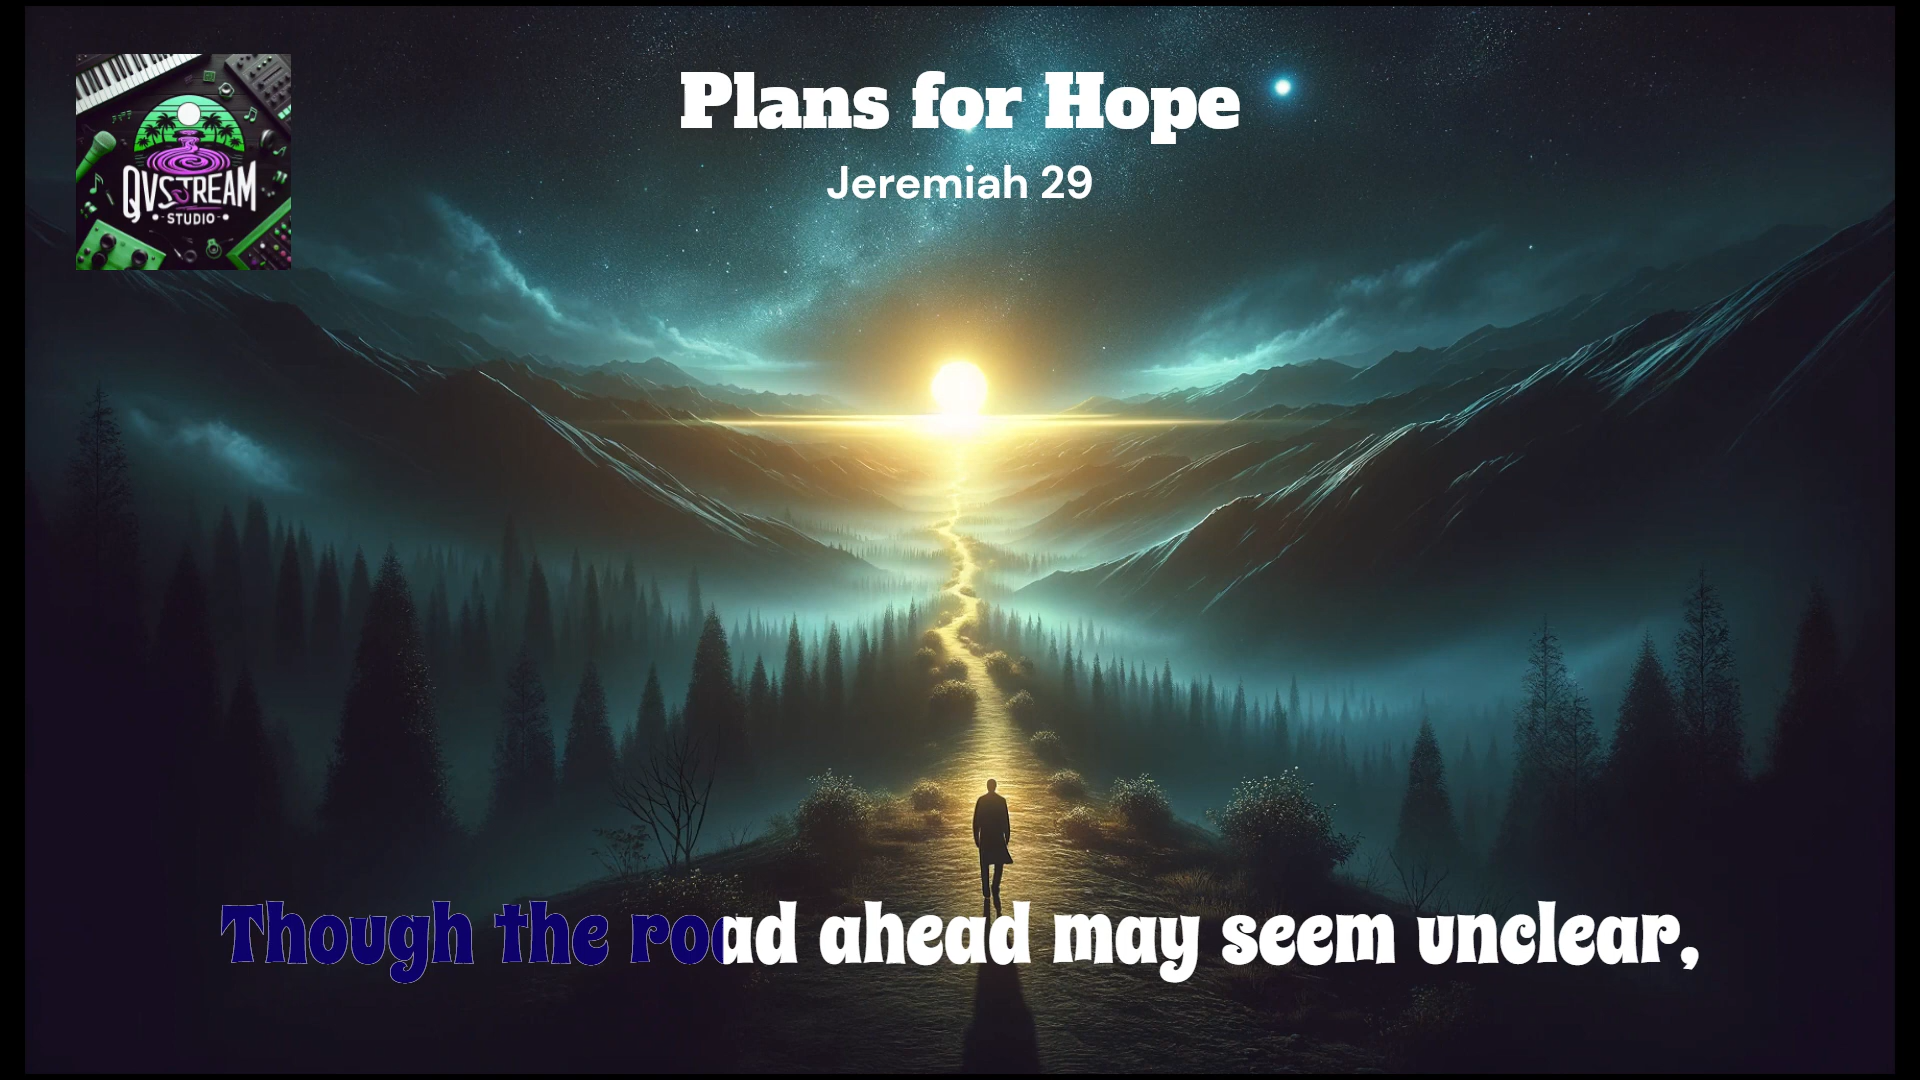 Plans for Hope
Jeremiah 29
QVSTREAM
STUDIO
Though the road ahead may seem unclear,